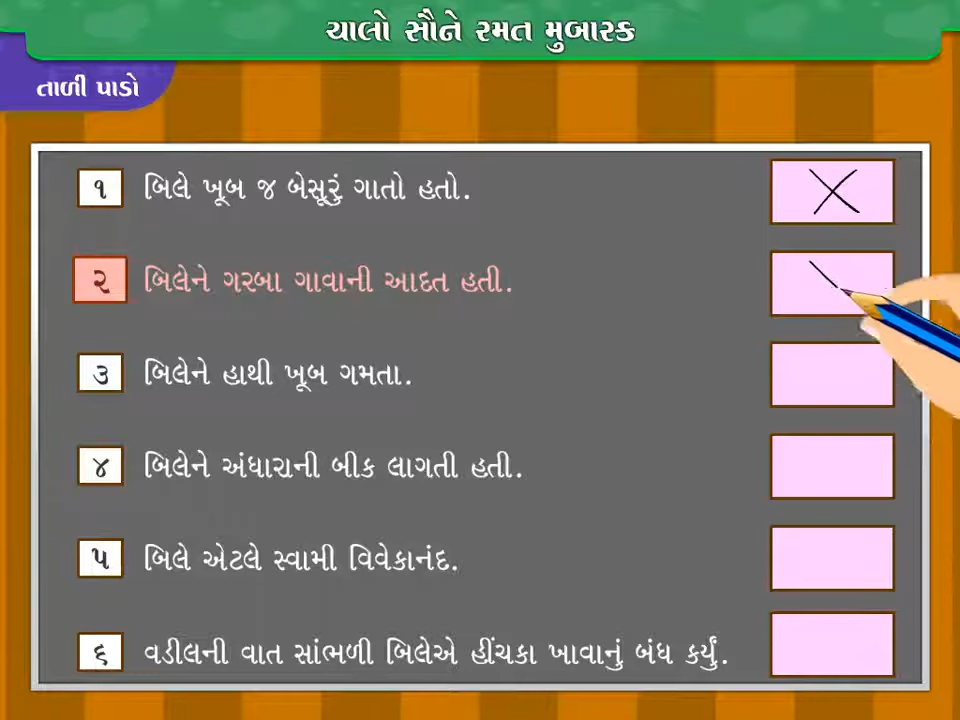 ચાલો સૌને રમત મુબારક
તાળી પાડો
૧ બિલે ખૂબ જ બેસૂરું ગાતો હતો.
૨ બિલેને ગરબા ગાવાની આદત હતી.
૩ બિલેને હાથી ખૂબ ગમતા.
૪ બિલેને અંધારાની બીક લાગતી હતી.
૫ બિલે એટલે સ્વામી વિવેકાનંદ.
૬ વડીલની વાત સાંભળી બિલેએ હીંચકા ખાવાનું બંધ કર્યું.